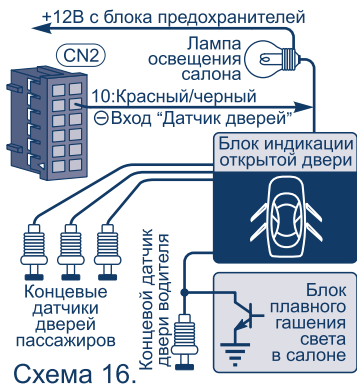 +12В с блока предохранителей
Лампа
освещения
салона
CN2
10:Красный/черный
⊖Вход “Датчик дверей”
Блок индикации
открытой двери
Концевые
датчики
дверей
пассажиров
Концевой датчик
двери водителя
Блок
плавного
гашения
света
в салоне
Схема 16.